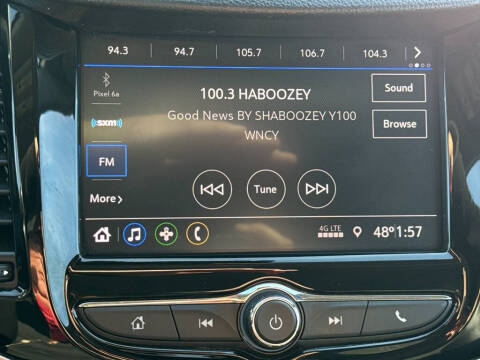 94.3 94.7 105.7 106.7 104.3
Pixel 6a
100.3 HABOOZEY
Sound
Good News BY SHABOOZEY Y100
WNCY
sxm
Browse
FM
Tune
More
4G LTE
48° 1:57